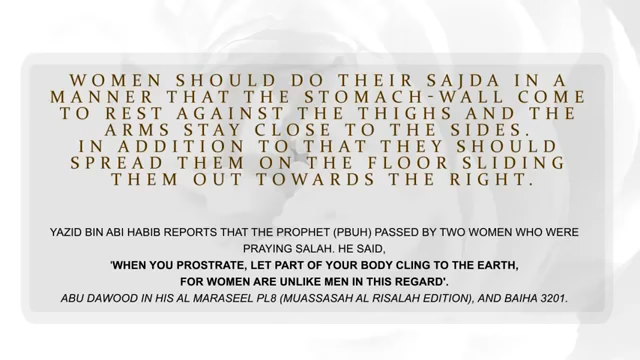 WOMEN SHOULD DO THEIR SAJDA IN A
MANNER THAT THE STOMACH-WALL COME
TO REST AGAINST THE THIGHS AND THE
ARMS STAY CLOSE TO THE SIDES.
IN ADDITION TO THAT THEY SHOULD
SPREAD THEM ON THE FLOOR SLIDING
THEM OUT TOWARDS THE RIGHT.
YAZID BIN ABI HABIB REPORTS THAT THE PROPHET (PBUH) PASSED BY TWO WOMEN WHO WERE
PRAYING SALAH. HE SAID,
'WHEN YOU PROSTRATE, LET PART OF YOUR BODY CLING TO THE EARTH,
FOR WOMEN ARE UNLIKE MEN IN THIS REGARD'.
ABU DAWOOD IN HIS AL MARASEEL PL8 (MUASSASAH AL RISALAH EDITION), AND BAIHA 3201.